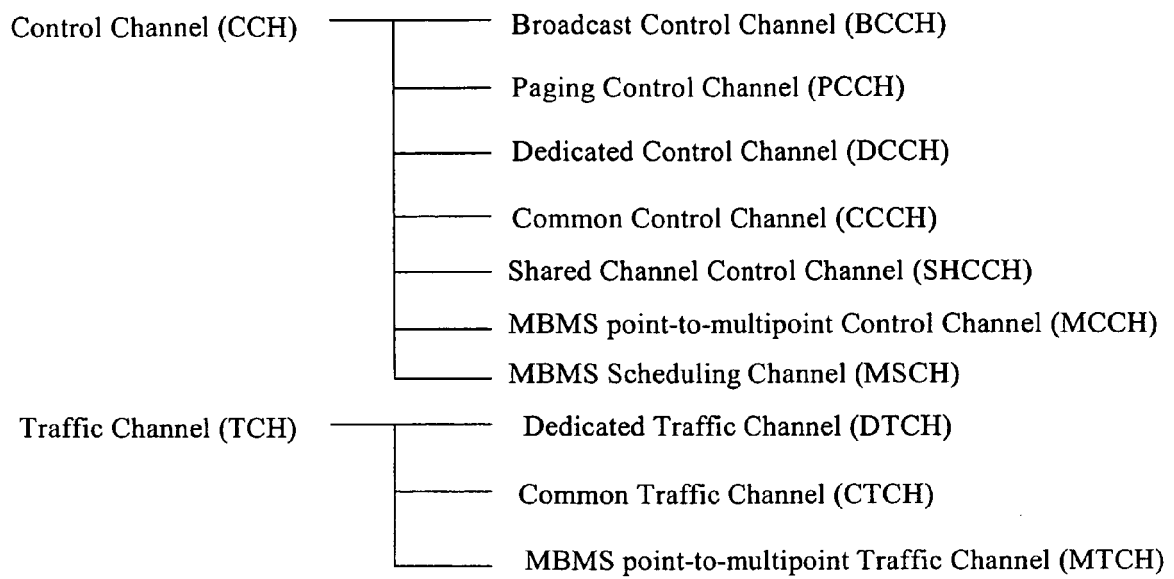 Control Channel (CCH)
Broadcast Control Channel (BCCH)
Paging Control Channel (PCCH)
Dedicated Control Channel (DCCH)
Common Control Channel (CCCH)
Shared Channel Control Channel (SHCCH)
MBMS point-to-multipoint Control Channel (MCCH)
MBMS Scheduling Channel (MSCH)
Traffic Channel (TCH)
Dedicated Traffic Channel (DTCH)
Common Traffic Channel (CTCH)
MBMS point-to-multipoint Traffic Channel (MTCH)